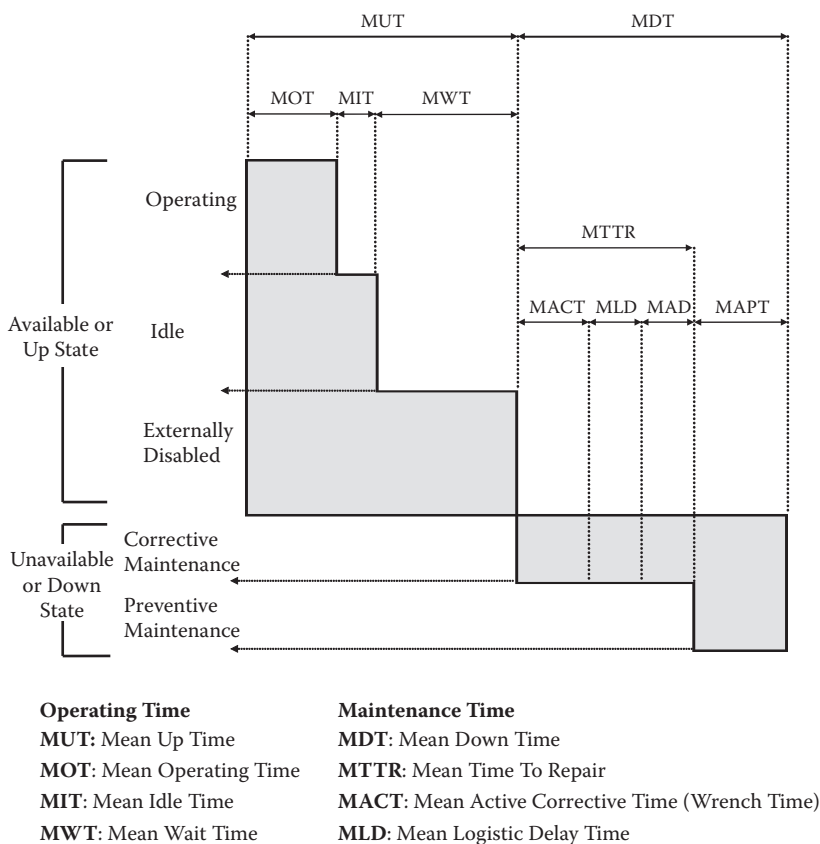 MUT MDT
MOT MIT MWT
Operating
MTTR
MACT MLD MAD MAPT
Available or
Up State
Idle
Externally
Disabled
Corrective
Maintenance
Unavailable
or Down
State
Preventive
Maintenance
Operating Time Maintenance Time
MUT: Mean Up Time MDT: Mean Down Time
MOT: Mean Operating Time MTTR: Mean Time To Repair
MIT: Mean Idle Time MACT: Mean Active Corrective Time (Wrench Time)
MWT: Mean Wait Time MLD: Mean Logistic Delay Time